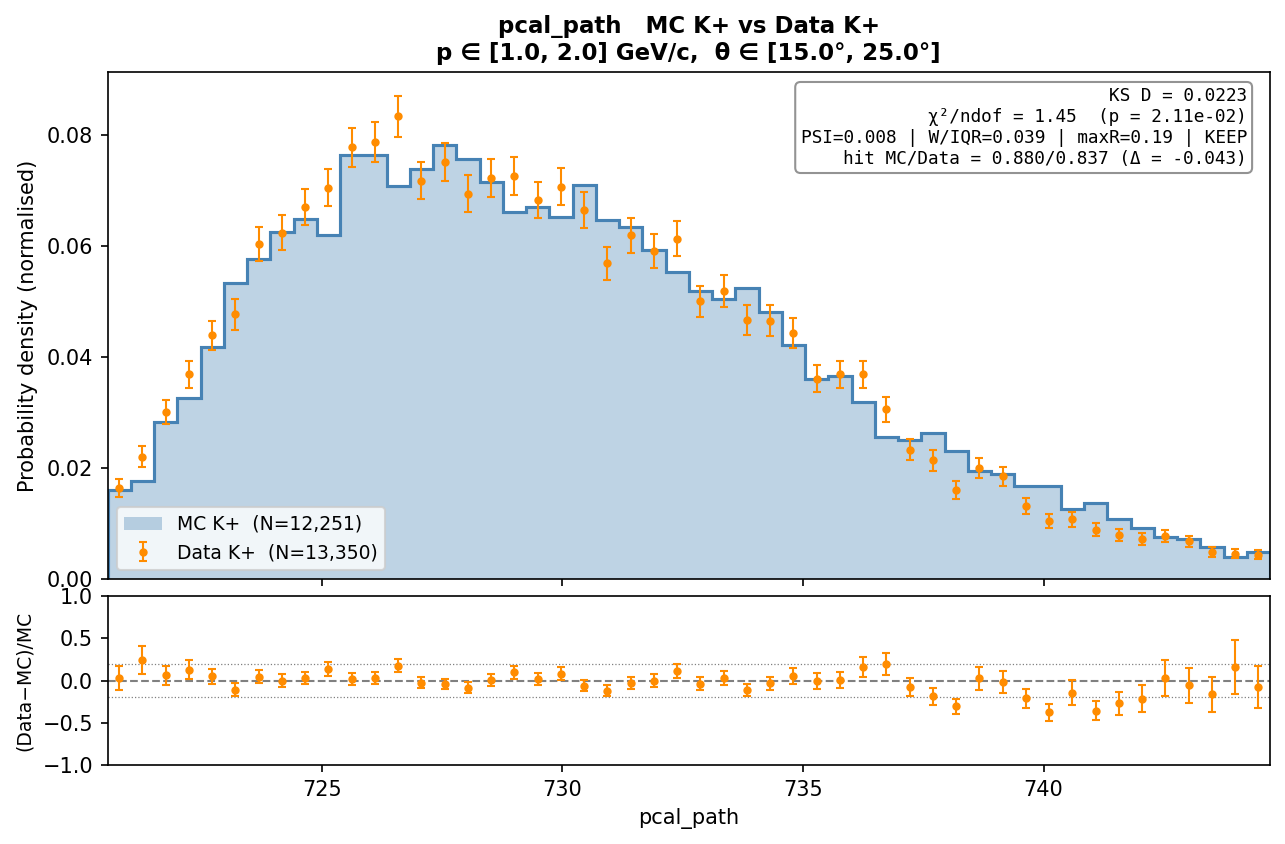 pcal_path   MC K+ vs Data K+
p ∈ [1.0, 2.0] GeV/c,  θ ∈ [15.0°, 25.0°]
KS D = 0.0223
χ²/ndof = 1.45  (p = 2.11e-02)
PSI=0.008 | W/IQR=0.039 | maxR=0.19 | KEEP
hit MC/Data = 0.880/0.837 (Δ = -0.043)
Probability density (normalised)
0.08
0.06
0.04
0.02
0.00
MC K+  (N=12,251)
Data K+  (N=13,350)
(Data−MC)/MC
1.0
0.5
0.0
−0.5
−1.0
725
730
735
740
pcal_path